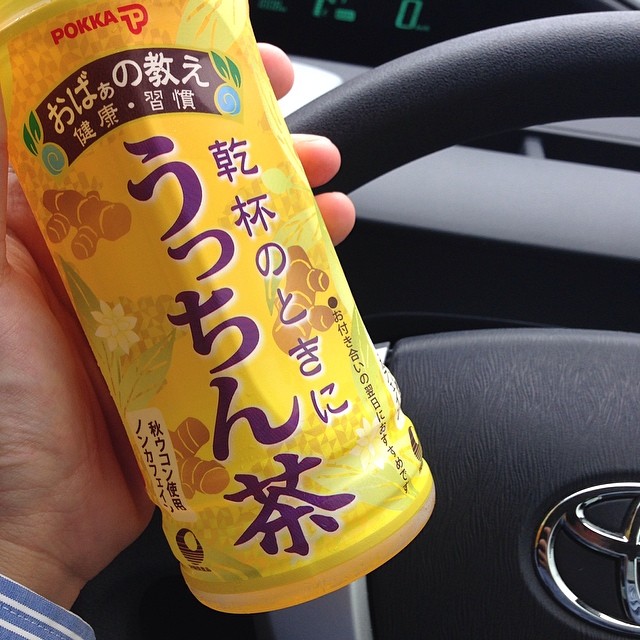 POKKA
おばぁの教え
健康・習慣
乾杯のときに
うっちん茶
●お付き合いの翌日におすすめです
秋ウコン使用
ノンカフェイン
0